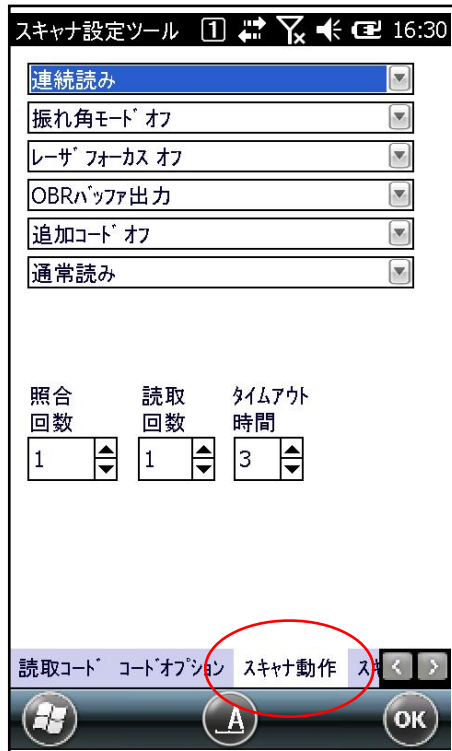 スキャナ設定ツール 1 16:30
連続読み
振れ角モード オフ
レーザ フォーカス オフ
OBRバッファ出力
追加コード オフ
通常読み
照合 読取 タイムアウト
回数 回数 時間
1 1 3
読取コード コードオプション スキャナ動作 スキ
A OK